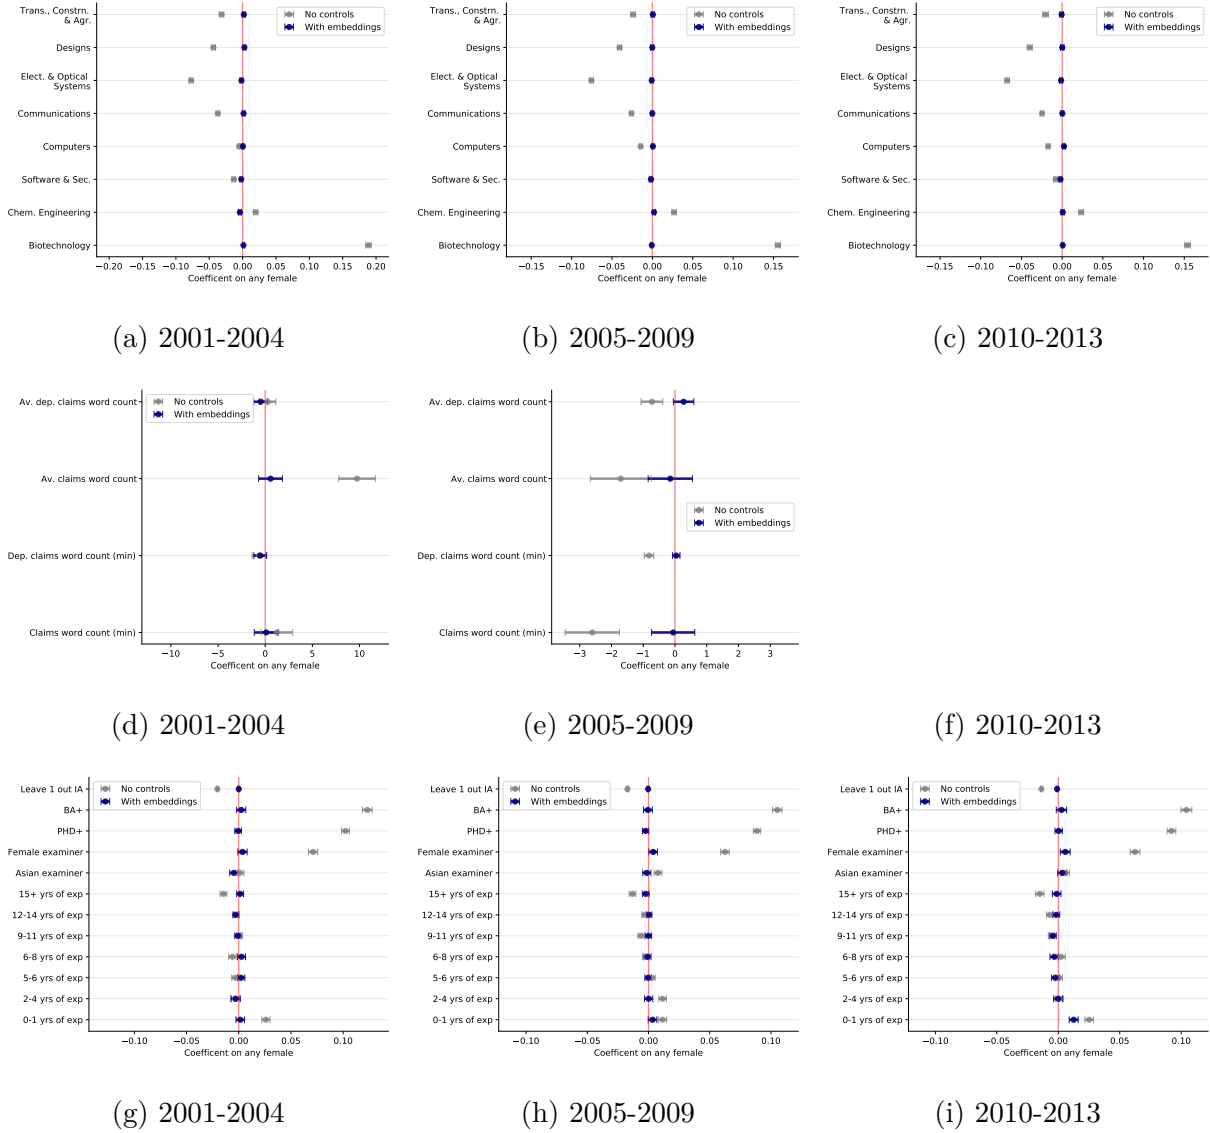 Trans., Constrn.
& Agr.
Designs
Elect. & Optical
Systems
Communications
Computers
Software & Sec.
Chem. Engineering
Biotechnology
No controls
With embeddings
−0.20 −0.15 −0.10 −0.05 0.00 0.05 0.10 0.15 0.20
Coefficent on any female
(a) 2001-2004
Trans., Constrn.
& Agr.
Designs
Elect. & Optical
Systems
Communications
Computers
Software & Sec.
Chem. Engineering
Biotechnology
No controls
With embeddings
−0.15 −0.10 −0.05 0.00 0.05 0.10 0.15
Coefficent on any female
(b) 2005-2009
Trans., Constrn.
& Agr.
Designs
Elect. & Optical
Systems
Communications
Computers
Software & Sec.
Chem. Engineering
Biotechnology
No controls
With embeddings
−0.15 −0.10 −0.05 0.00 0.05 0.10 0.15
Coefficent on any female
(c) 2010-2013
Av. dep. claims word count
Av. claims word count
Dep. claims word count (min)
Claims word count (min)
No controls
With embeddings
−10 −5 0 5 10
Coefficent on any female
(d) 2001-2004
Av. dep. claims word count
Av. claims word count
Dep. claims word count (min)
Claims word count (min)
No controls
With embeddings
−3 −2 −1 0 1 2 3
Coefficent on any female
(e) 2005-2009
(f) 2010-2013
Leave 1 out IA
BA+
PHD+
Female examiner
Asian examiner
15+ yrs of exp
12-14 yrs of exp
9-11 yrs of exp
6-8 yrs of exp
5-6 yrs of exp
2-4 yrs of exp
0-1 yrs of exp
No controls
With embeddings
−0.10 −0.05 0.00 0.05 0.10
Coefficent on any female
(g) 2001-2004
Leave 1 out IA
BA+
PHD+
Female examiner
Asian examiner
15+ yrs of exp
12-14 yrs of exp
9-11 yrs of exp
6-8 yrs of exp
5-6 yrs of exp
2-4 yrs of exp
0-1 yrs of exp
No controls
With embeddings
−0.10 −0.05 0.00 0.05 0.10
Coefficent on any female
(h) 2005-2009
Leave 1 out IA
BA+
PHD+
Female examiner
Asian examiner
15+ yrs of exp
12-14 yrs of exp
9-11 yrs of exp
6-8 yrs of exp
5-6 yrs of exp
2-4 yrs of exp
0-1 yrs of exp
No controls
With embeddings
−0.10 −0.05 0.00 0.05 0.10
Coefficent on any female
(i) 2010-2013